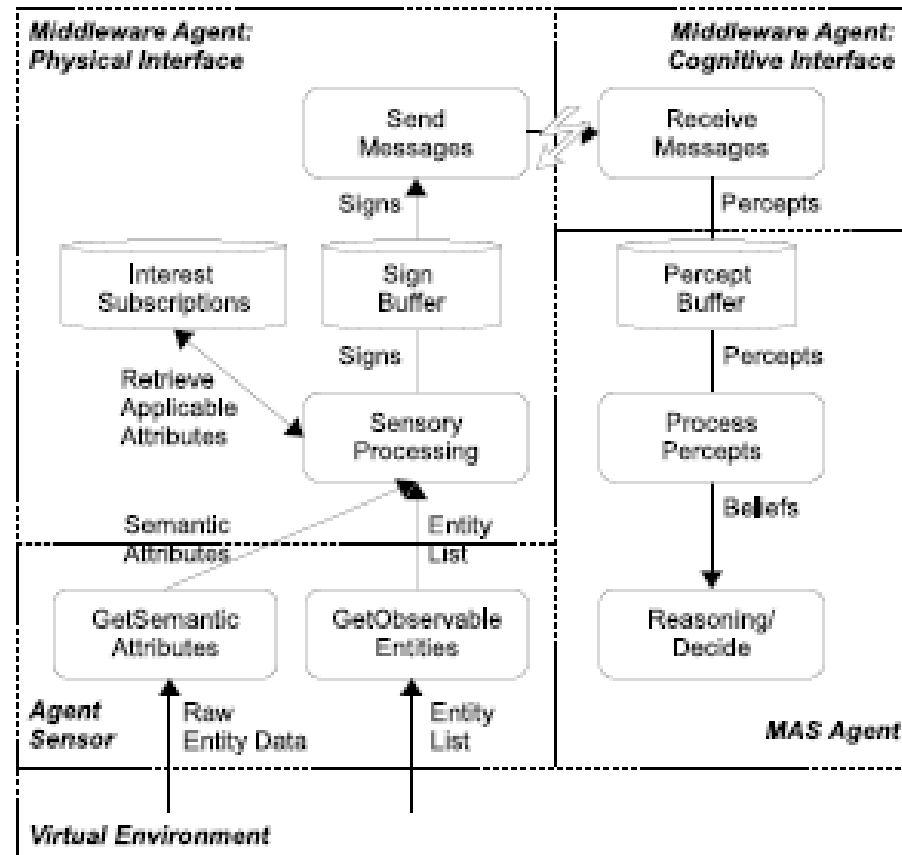 Middleware Agent:
Physical Interface
Middleware Agent:
Cognitive Interface
Send
Messages
Receive
Messages
Signs
Percepts
Interest
Subscriptions
Sign
Buffer
Percept
Buffer
Signs
Percepts
Retrieve
Applicable
Attributes
Sensory
Processing
Process
Percepts
Semantic
Attributes
Entity
List
Beliefs
GetSemantic
Attributes
GetObservable
Entities
Reasoning/
Decide
Agent
Sensor
Raw
Entity Data
Entity
List
MAS Agent
Virtual Environment